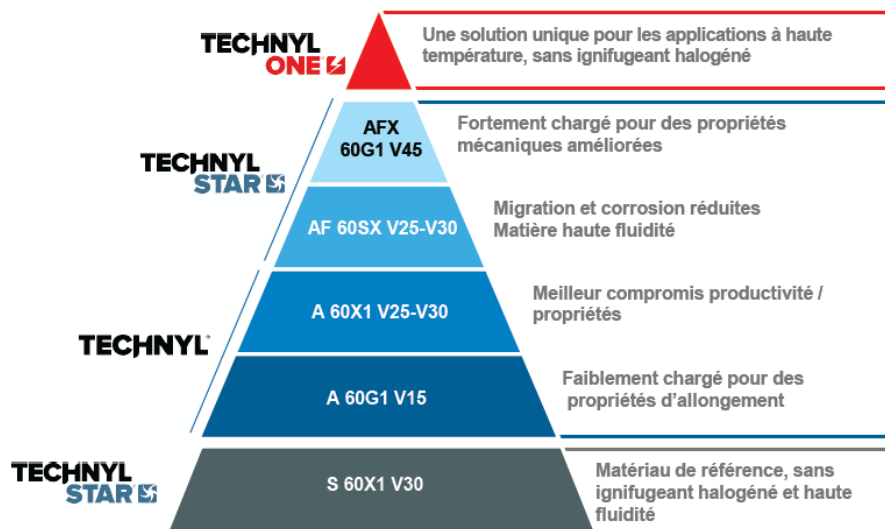 TECHNYL
ONE
Une solution unique pour les applications à haute
température, sans ignifugeant halogéné
TECHNYL
STAR
AFX
60G1 V45
Fortement chargé pour des propriétés
mécaniques améliorées
AF 60SX V25-V30
Migration et corrosion réduites
Matière haute fluidité
TECHNYL®
A 60X1 V25-V30
Meilleur compromis productivité /
propriétés
A 60G1 V15
Faiblement chargé pour des
propriétés d'allongement
TECHNYL
STAR
S 60X1 V30
Matériau de référence, sans
ignifugeant halogéné et haute
fluidité